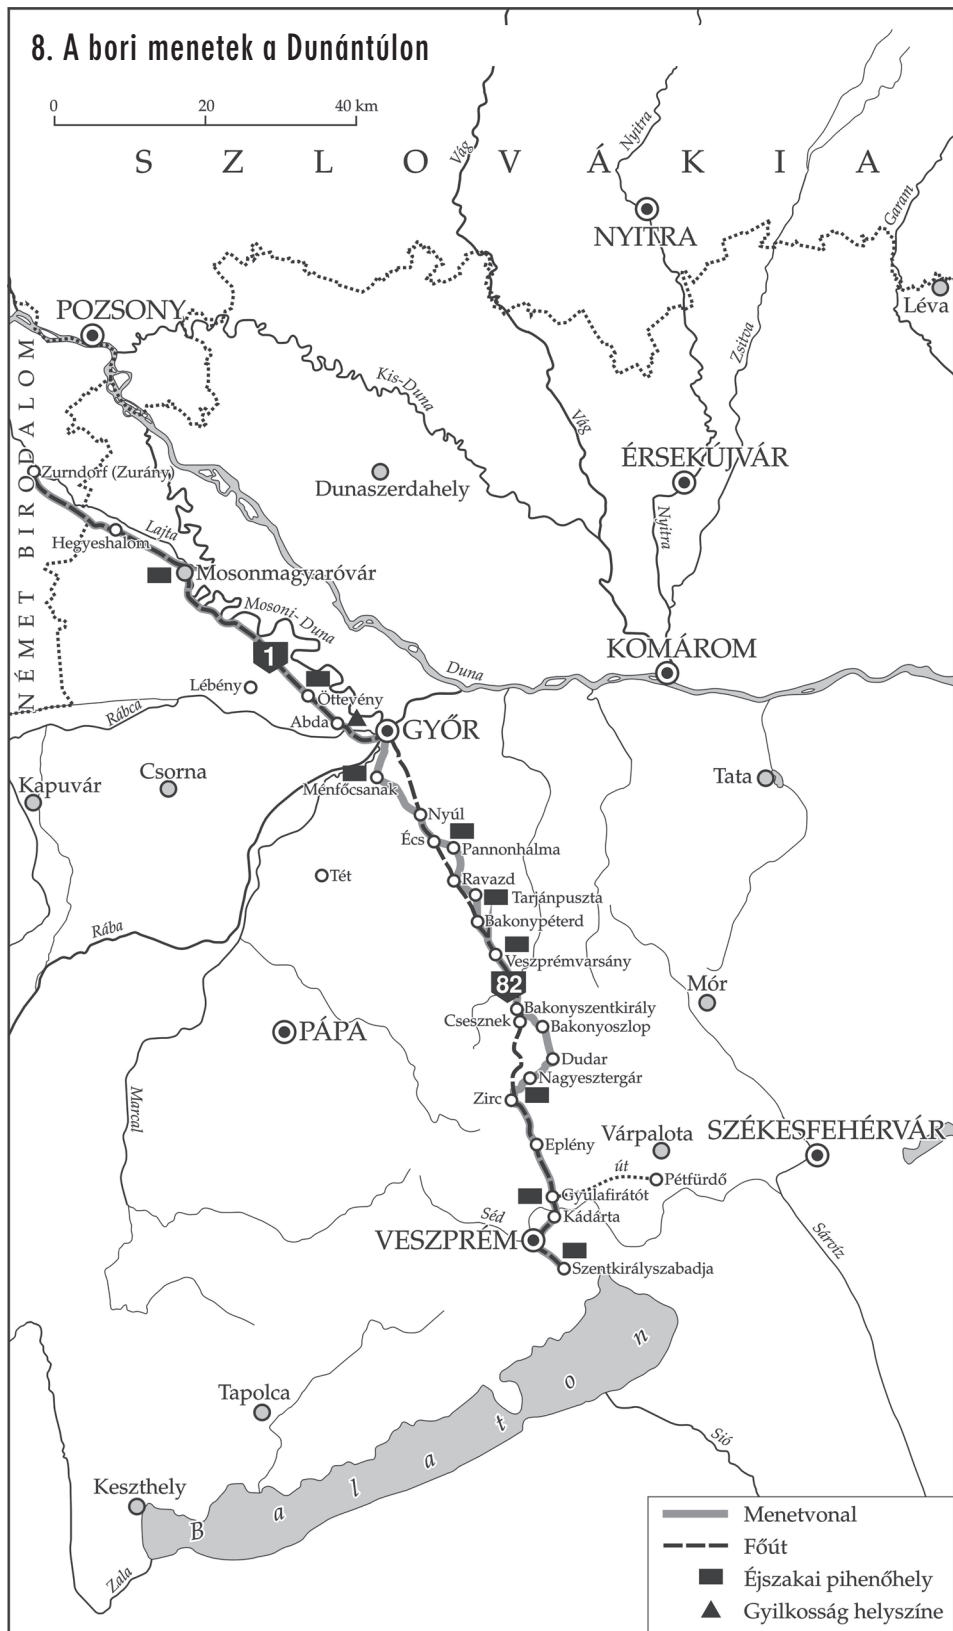 8. A bori menetek a Dunántúlon
0 20 40 km
SZLOVÁKIA
Vág
Nyitra
Garam
NYITRA
Léva
POZSONY
Zsitva
Kis-Duna
Vág
NÉMET BIRODALOM
ÉRSEKÚJVÁR
Zurndorf (Zurány)
Dunaszerdahely
Nyitra
Lajta
Hegyeshalom
Mosonmagyaróvár
Mosoni-Duna
KOMÁROM
1
Duna
Lébény
Öttevény
Rábca
Abda
GYŐR
Kapuvár
Csorna
Ménfőcsanak
Tata
Nyúl
Écs
Pannonhalma
Tét
Ravazd
Tarjánpuszta
Bakonypéterd
Rába
Veszprémvarsány
82
Mór
Bakonyszentkirály
Csesznek
Bakonyoszlop
PÁPA
Dudar
Nagyesztergár
Zirc
Marcal
Várpalota
SZÉKESFEHÉRVÁR
Eplény
út
Pétfürdő
Gyulafirátót
Séd
Kádárta
VESZPRÉM
Sárvíz
Szentkirályszabadja
Tapolca
Balaton
Sió
Keszthely
Zala
Menetvonal
Főút
Éjszakai pihenőhely
Gyilkosság helyszíne